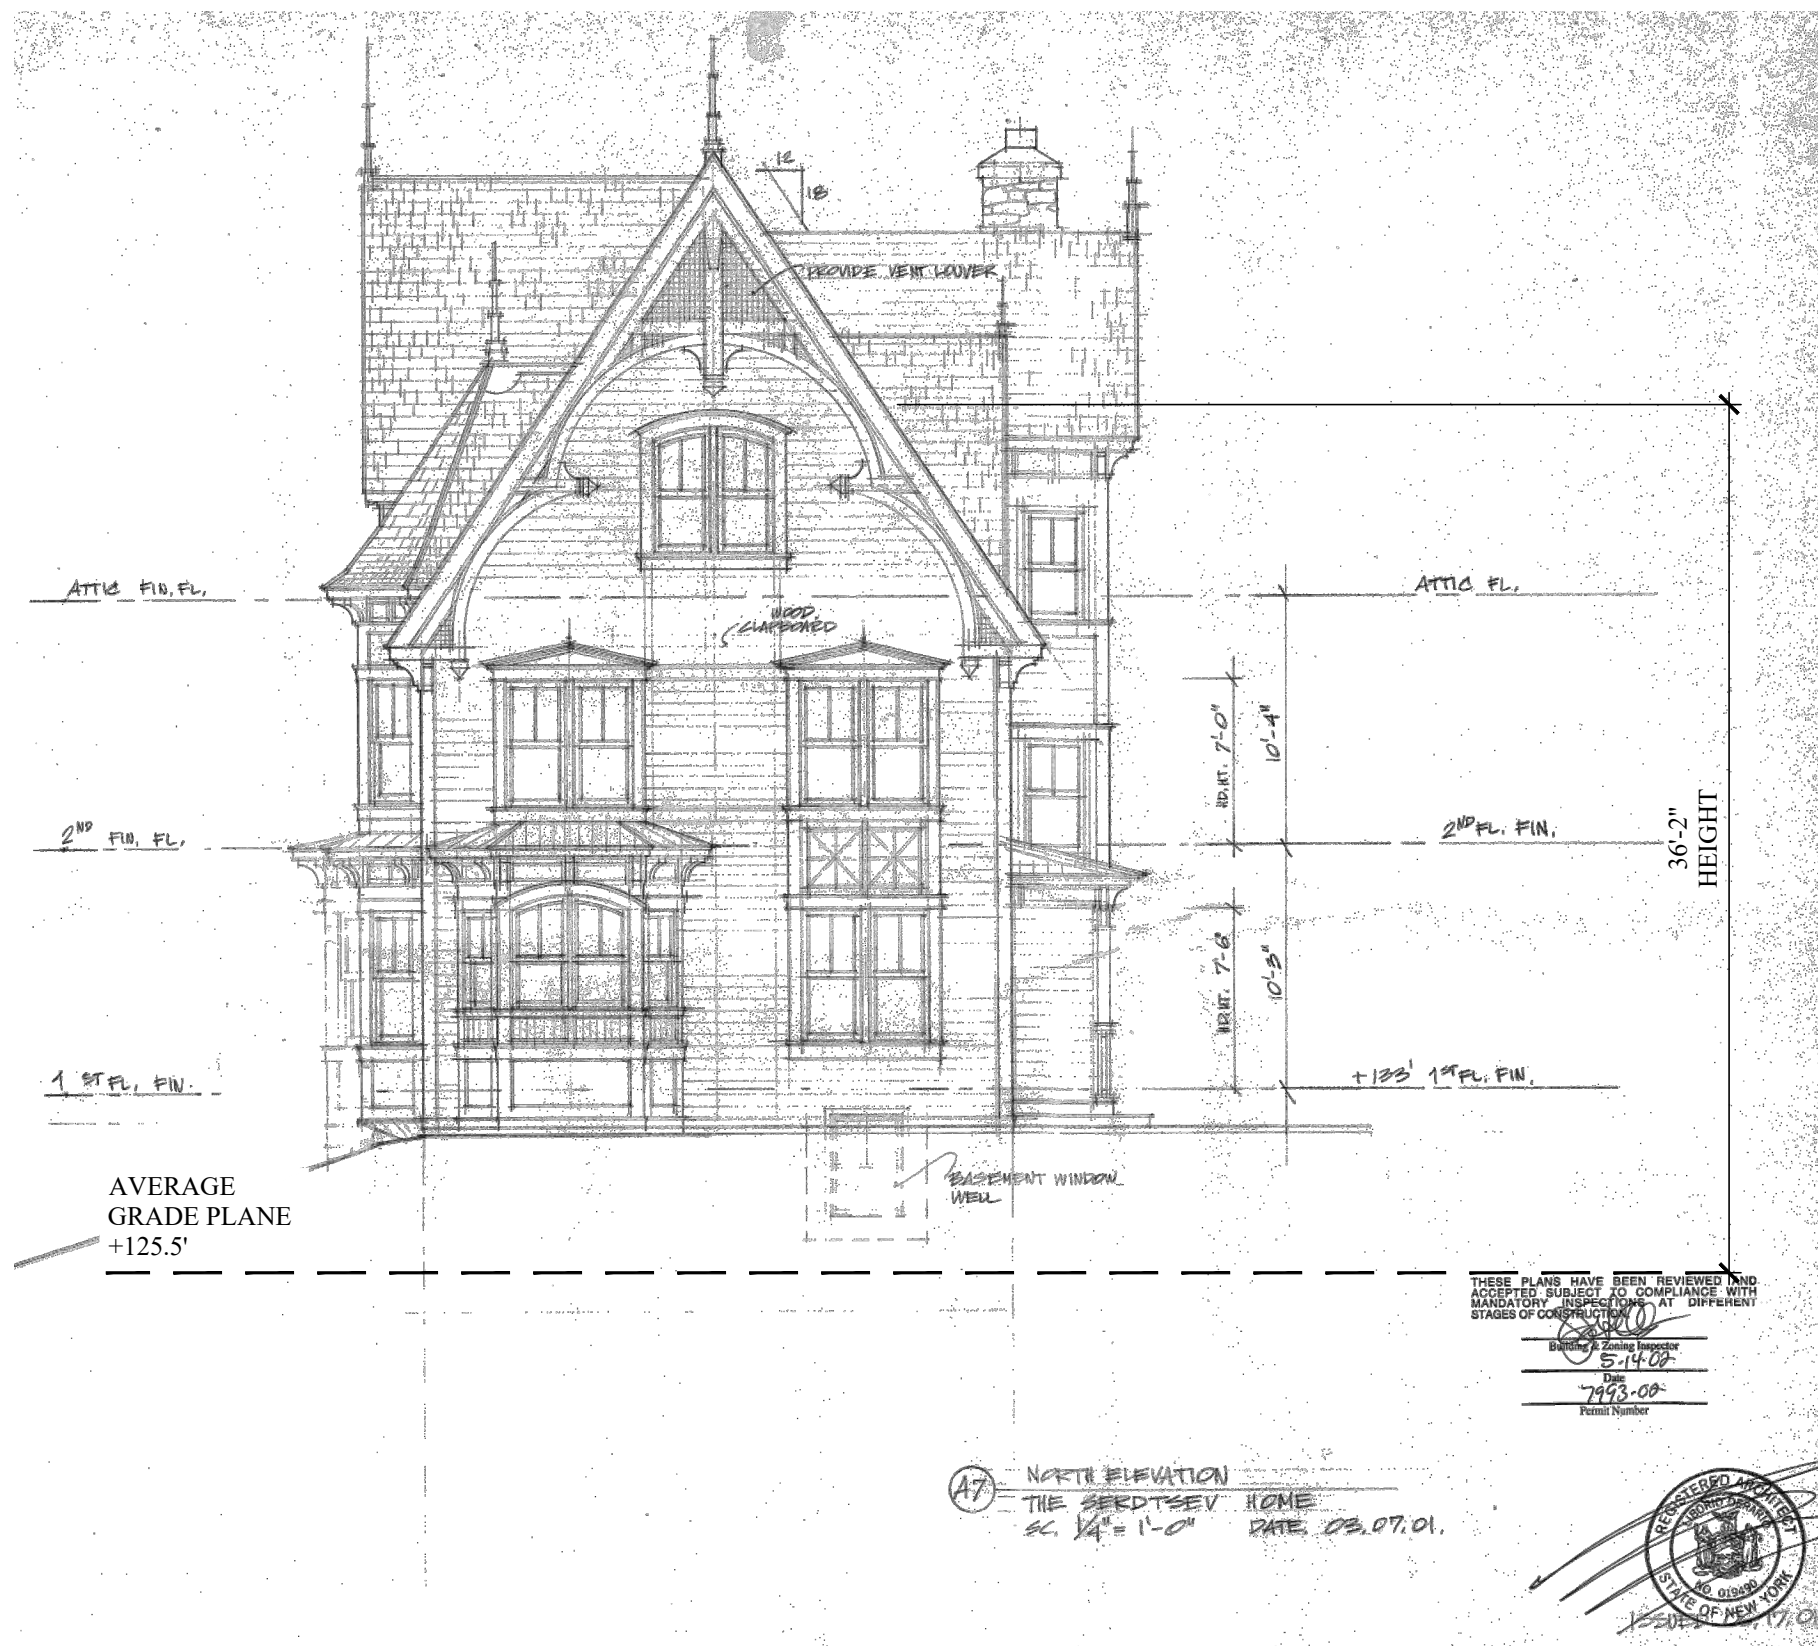 12
18
PROVIDE VENT LOUVER
ATTIC FIN. FL.
ATTIC FL.
WOOD
CLAPBOARD
HD. HT. 7'-0"
10'-4"
2ND FIN. FL.
2ND FL. FIN.
36'-2"
HEIGHT
HD. HT. 7'-6"
10'-3"
1ST FL. FIN.
+133' 1ST FL. FIN.
BASEMENT WINDOW
WELL
AVERAGE
GRADE PLANE
+125.5'
THESE PLANS HAVE BEEN REVIEWED AND
ACCEPTED SUBJECT TO COMPLIANCE WITH
MANDATORY INSPECTIONS AT DIFFERENT
STAGES OF CONSTRUCTION.
Building & Zoning Inspector
5-14-02
Date
7993-02
Permit Number
A7
NORTH ELEVATION
THE SERDTSEV HOME
SC. 1/4" = 1'-0" DATE. 03.07.01.
REGISTERED ARCHITECT
NO. 019490
STATE OF NEW YORK
ISSUED